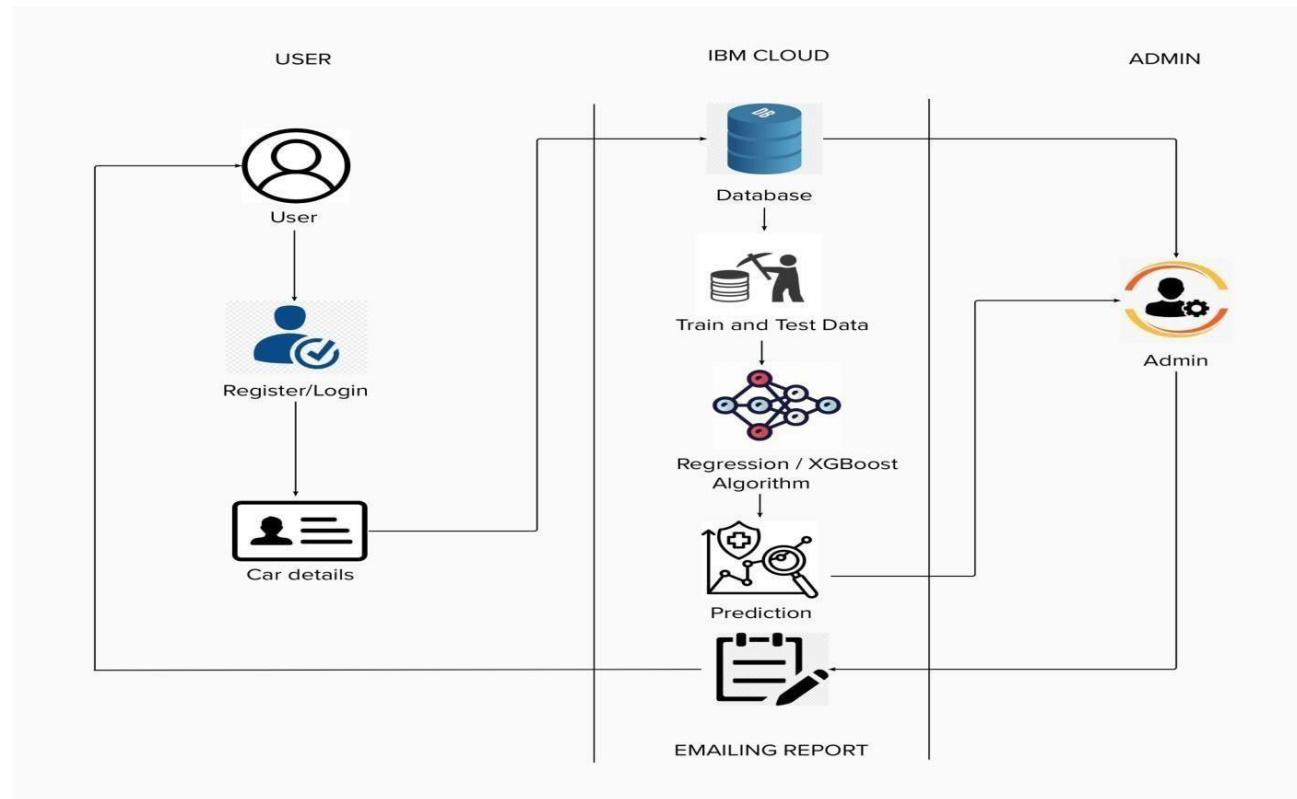 USER
IBM CLOUD
ADMIN
DB
Database
User
Train and Test Data
Admin
Register/Login
Regression / XGBoost
Algorithm
Car details
Prediction
EMAILING REPORT